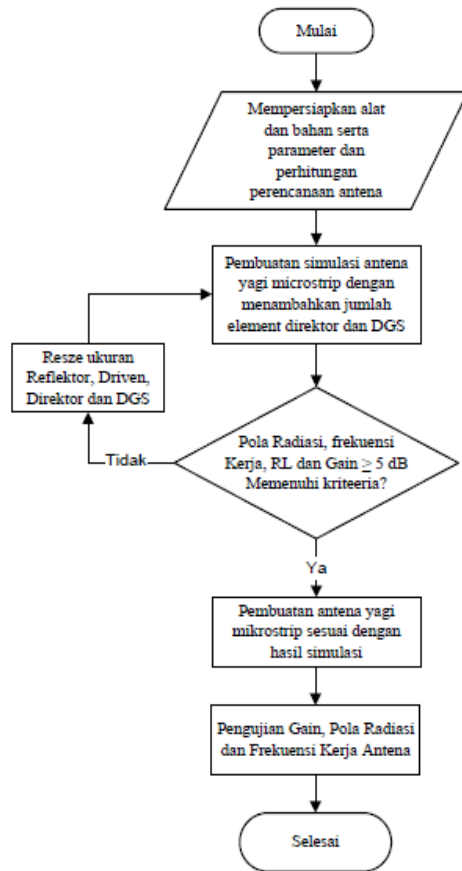 Mulai
Mempersiapkan alat
dan bahan serta
parameter dan
perhitungan
perencanaan antena
Pembuatan simulasi antena
yagi microstrip dengan
menambahkan jumlah
element direktor dan DGS
Resze ukuran
Reflektor, Driven,
Direktor dan DGS
Tidak
Pola Radiasi, frekuensi
Kerja, RL dan Gain ≥ 5 dB
Memenuhi kriteeria?
Ya
Pembuatan antena yagi
mikrostrip sesuai dengan
hasil simulasi
Pengujian Gain, Pola Radiasi
dan Frekuensi Kerja Antena
Selesai